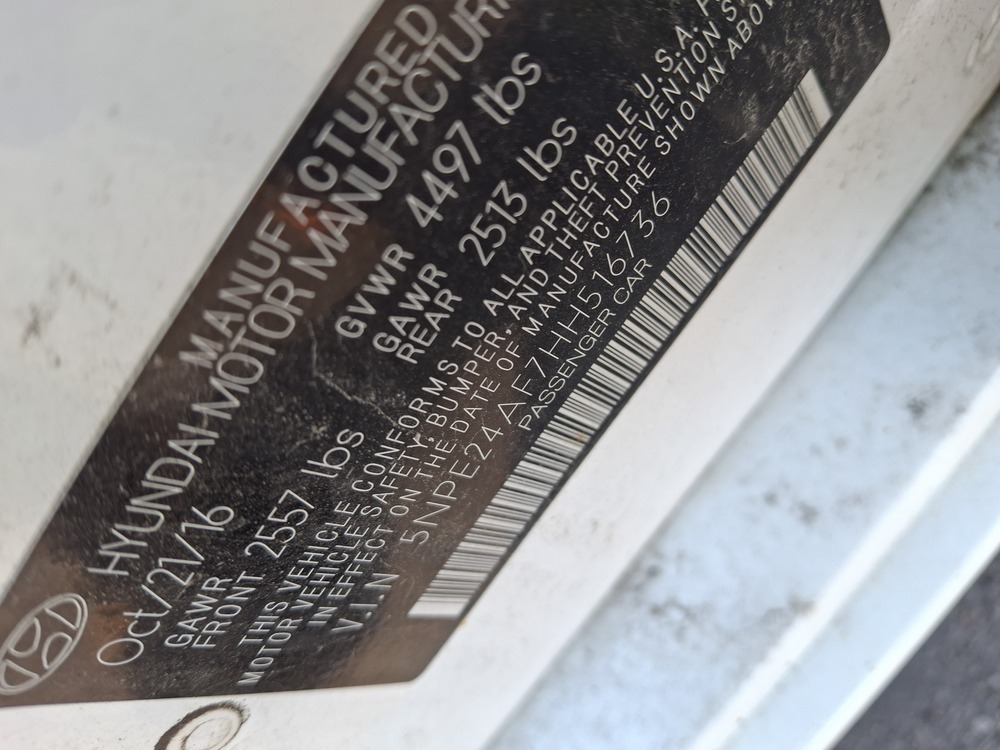 MANUFACTURED
HYUNDAI MOTOR MANUFACTURI
Oct/21/16 GVWR 4497 lbs
GAWR FRONT 2557 lbs GAWR REAR 2513 lbs
THIS VEHICLE CONFORMS TO ALL APPLICABLE U.S.A.
MOTOR VEHICLE SAFETY, BUMPER, AND THEFT PREVENTION S
IN EFFECT ON THE DATE OF MANUFACTURE SHOWN ABO
V I N 5NPE24AF7HH516736
PASSENGER CAR